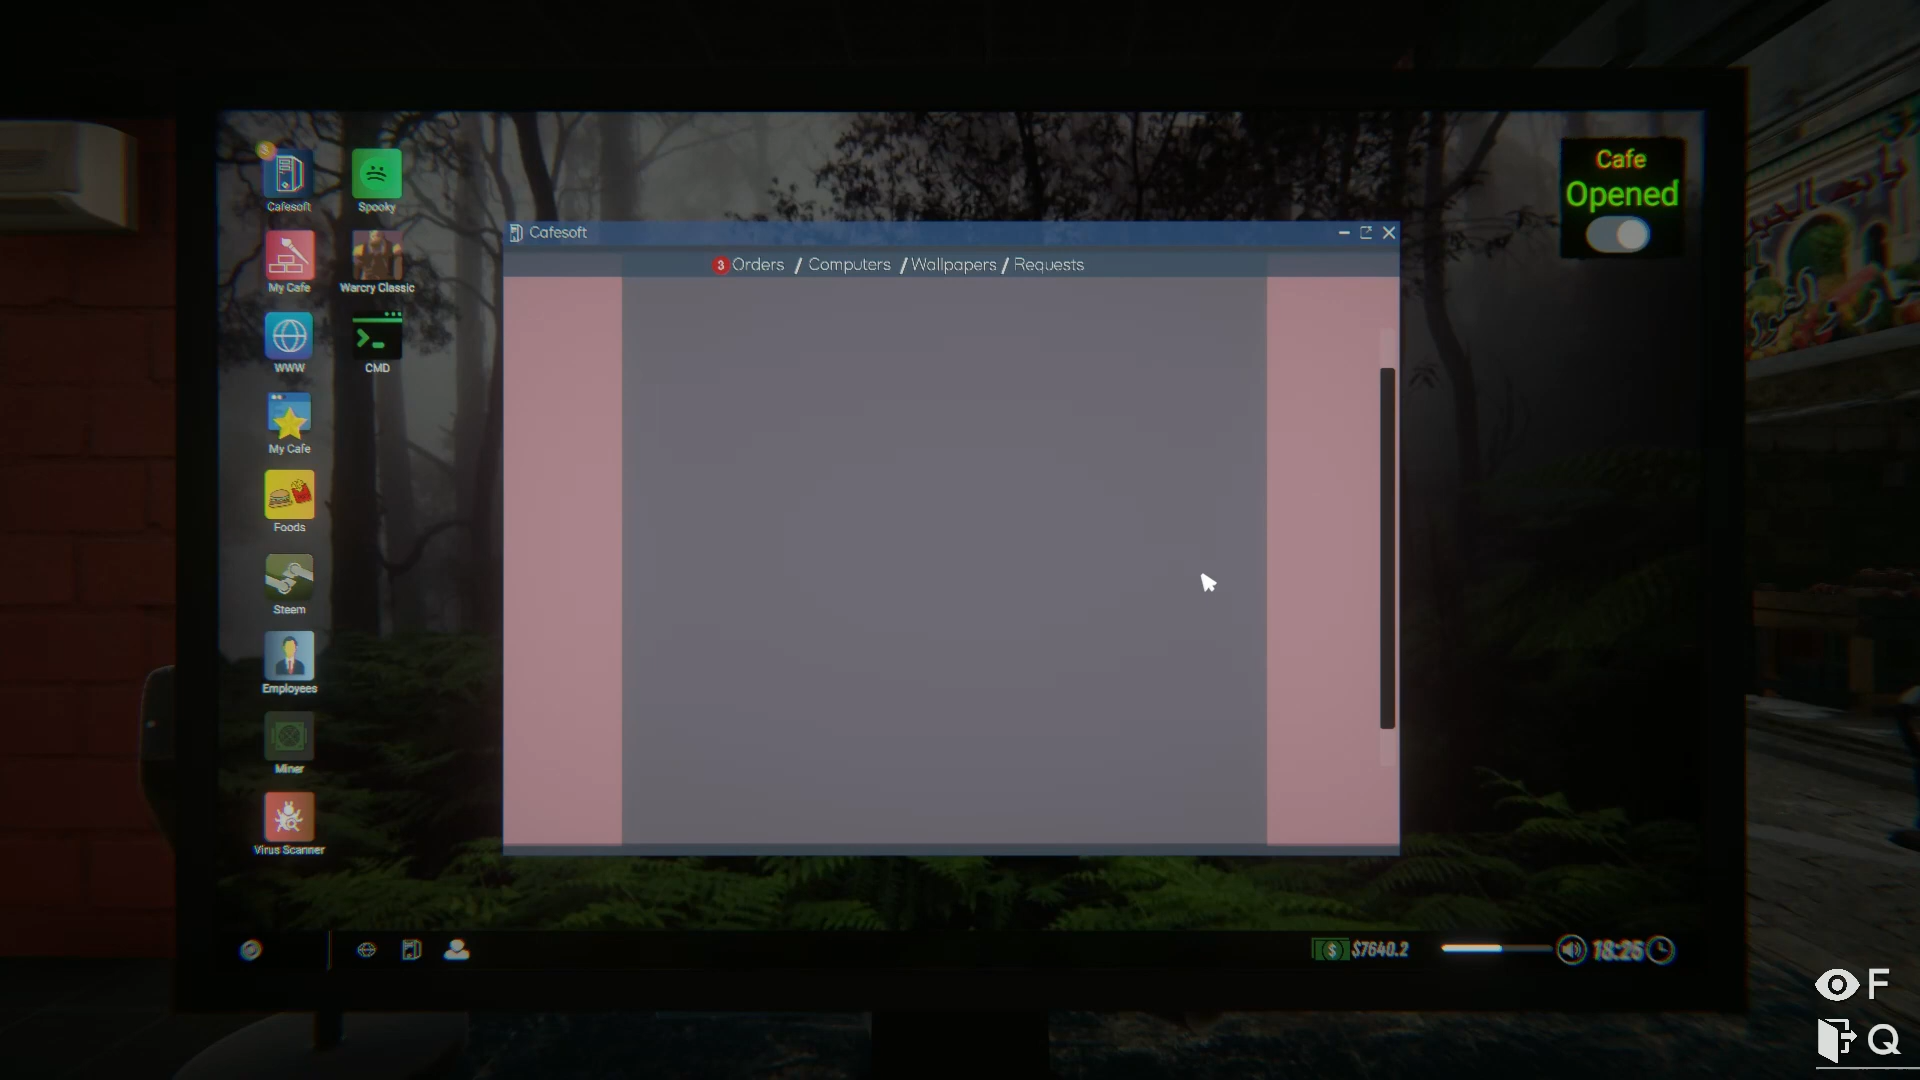 Cafe
Opened
Cafesoft
Spooky
My Cafe
Warcry Classic
WWW
CMD
My Cafe
Foods
Steem
Employees
Miner
Virus Scanner
Cafesoft
3 Orders / Computers / Wallpapers / Requests
$7640.2
18:25
F
Q